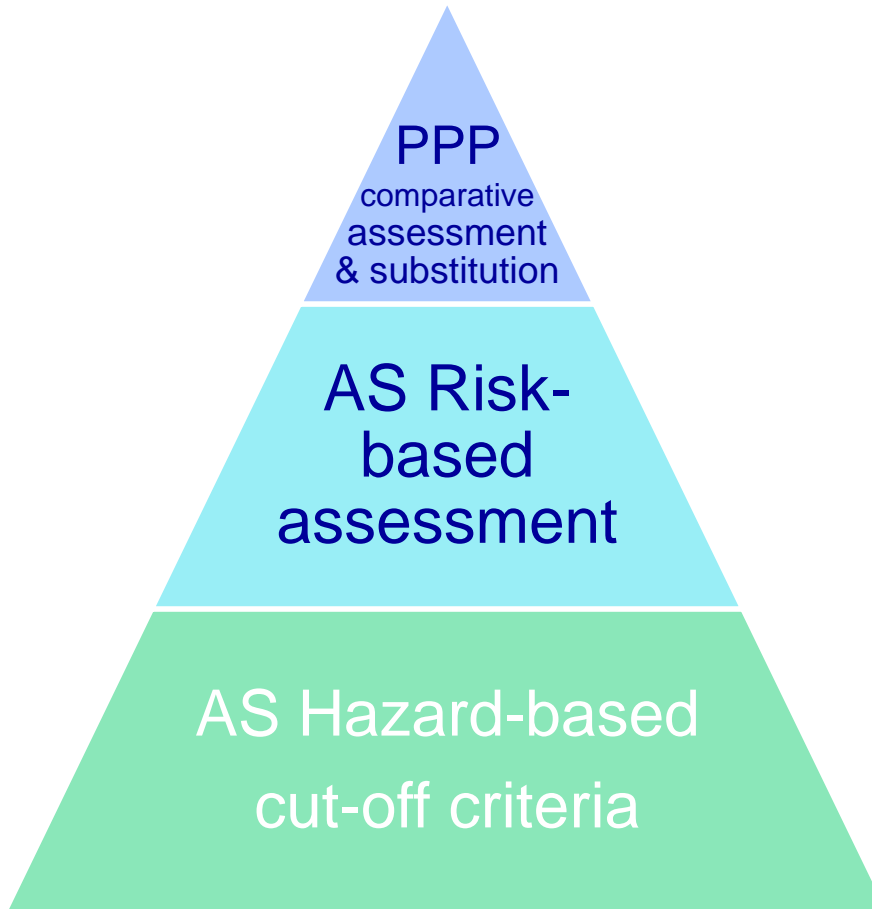 PPP
comparative
assessment
& substitution
AS Risk-
based
assessment
AS Hazard-based
cut-off criteria